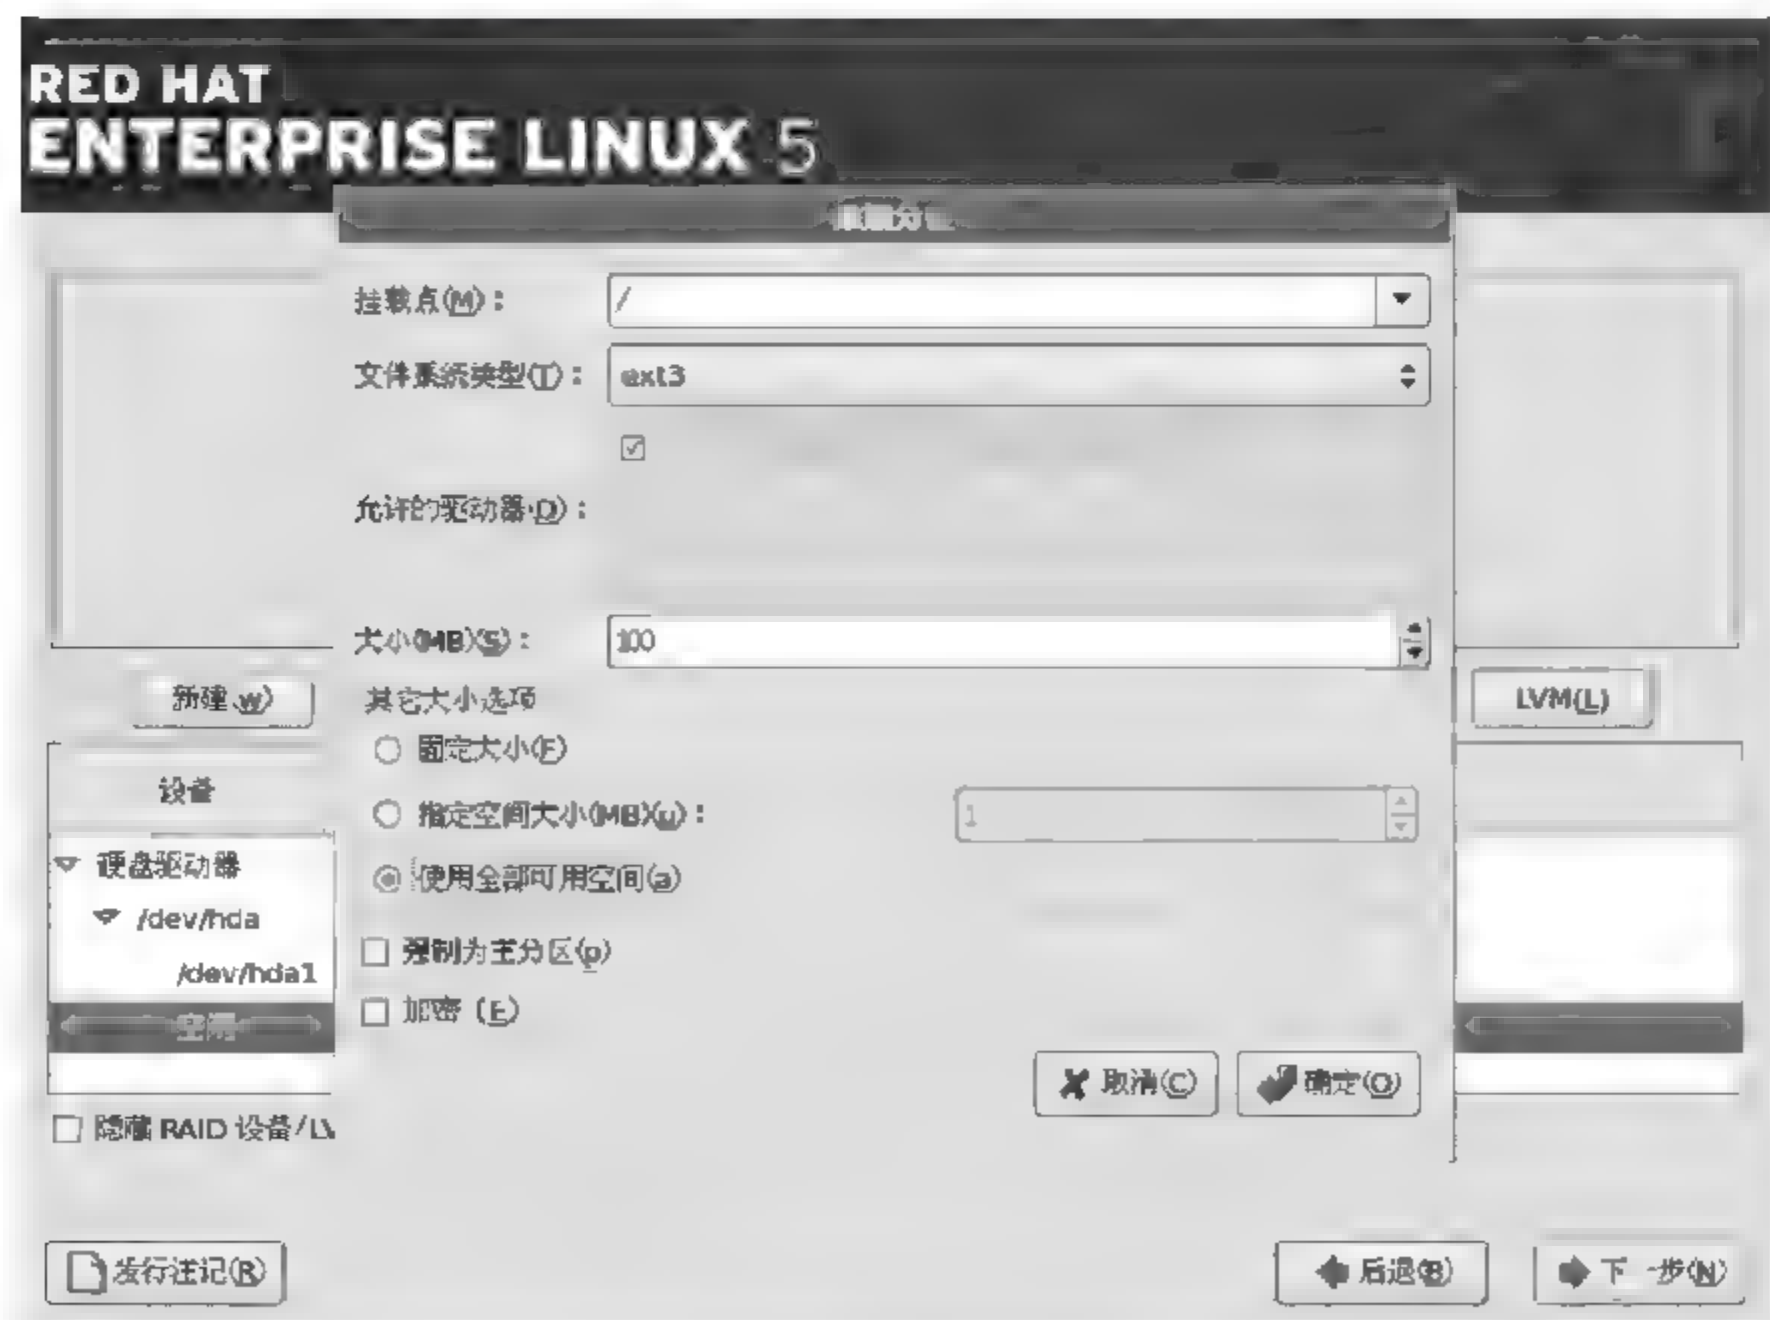 RED HAT
ENTERPRISE LINUX 5
挂载点(M)：
/
文件系统类型(T)：
ext3
允许的驱动器(D)：
大小(MB)(S)：
100
新建(w)
其它大小选项
LVM(L)
固定大小(F)
设备
指定空间大小(MB)(u)：
1
硬盘驱动器
使用全部可用空间(a)
/dev/hda
强制为主分区(p)
/dev/hda1
加密 (E)
空闲
取消(C)
确定(O)
隐藏 RAID 设备/LV
发行注记(R)
后退(B)
下一步(N)